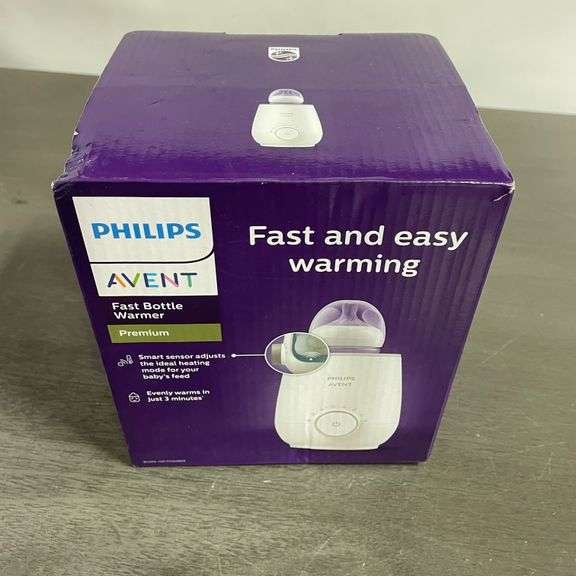 PHILIPS
PHILIPS
AVENT
Fast Bottle
Warmer
Premium
Smart sensor adjusts
the ideal heating
mode for your
baby's feed
Evenly warms in
just 3 minutes¹
Fast and easy
warming
PHILIPS
AVENT